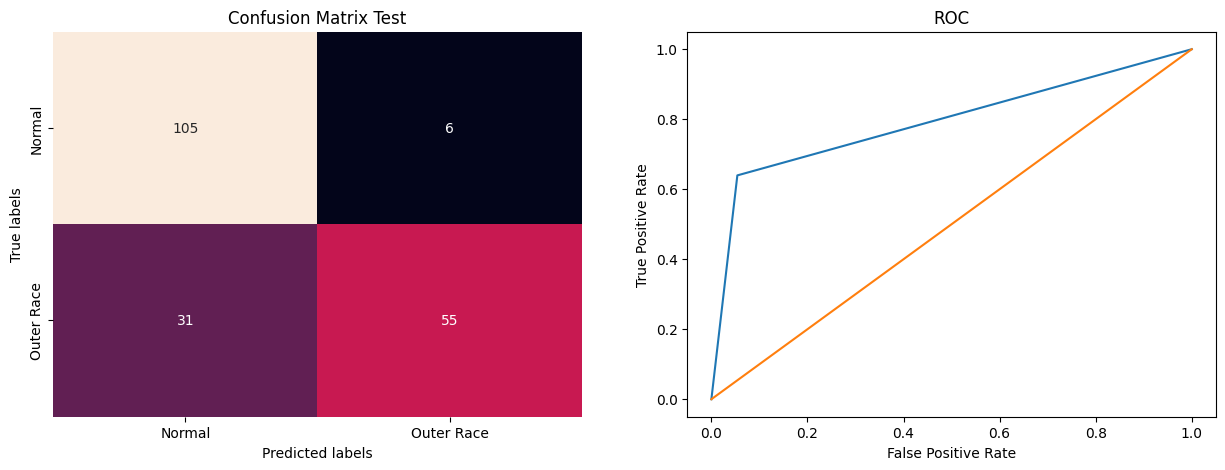 Confusion Matrix Test
Normal
Outer Race
True labels
105
6
31
55
Normal
Outer Race
Predicted labels
ROC
True Positive Rate
1.0
0.8
0.6
0.4
0.2
0.0
0.0
0.2
0.4
0.6
0.8
1.0
False Positive Rate